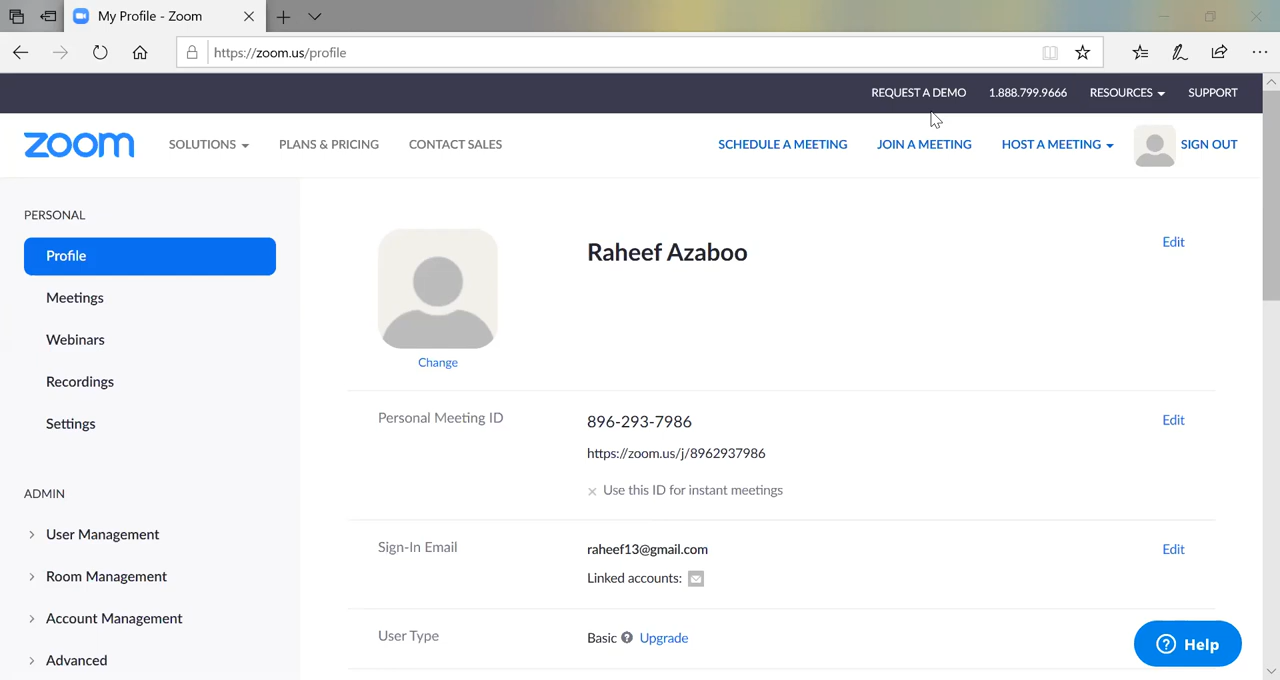 My Profile - Zoom
https://zoom.us/profile
REQUEST A DEMO 1.888.799.9666 RESOURCES SUPPORT
zoom SOLUTIONS PLANS & PRICING CONTACT SALES SCHEDULE A MEETING JOIN A MEETING HOST A MEETING SIGN OUT
PERSONAL
Profile
Meetings
Webinars
Recordings
Settings
ADMIN
User Management
Room Management
Account Management
Advanced
Raheef Azaboo Edit
Change
Personal Meeting ID 896-293-7986 Edit
https://zoom.us/j/8962937986
× Use this ID for instant meetings
Sign-In Email raheef13@gmail.com Edit
Linked accounts:
User Type Basic ? Upgrade
? Help